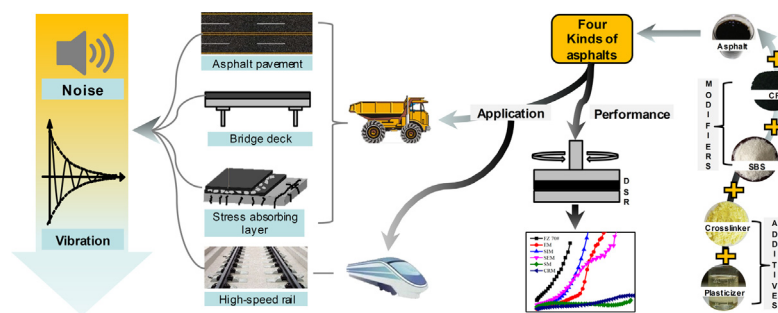 Noise
Vibration
Asphalt pavement
Bridge deck
Stress absorbing
layer
High-speed rail
Application
Four
Kinds of
asphalts
Performance
DSR
EM
SIM
SEM
SM
CRM
Asphalt
MODIFIERS
SBS
Crosslinker
Plasticizer
ADDITIVES